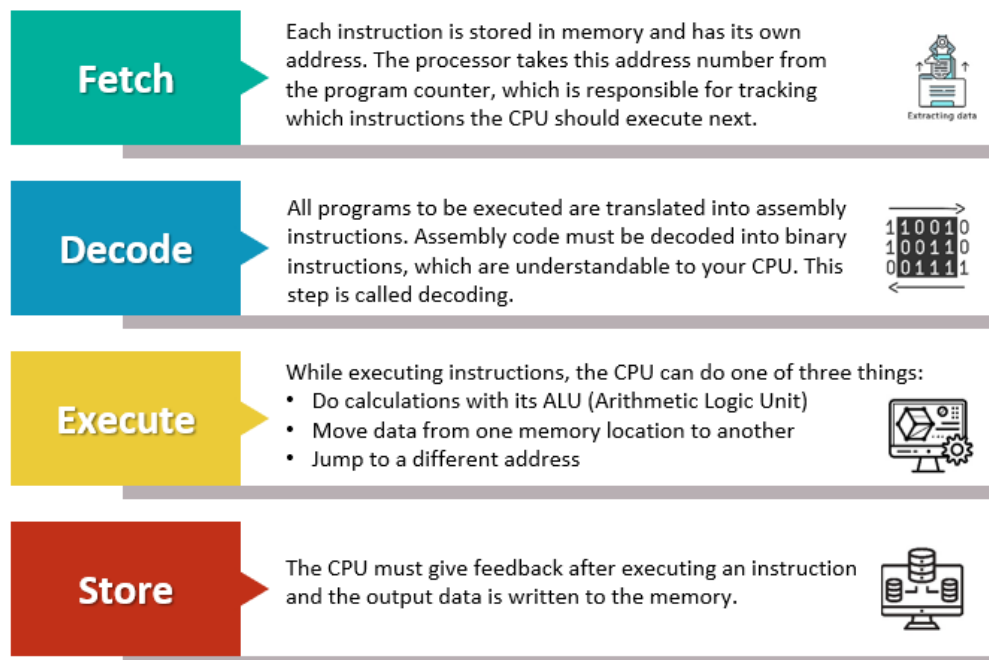 Fetch
Each instruction is stored in memory and has its own
address. The processor takes this address number from
the program counter, which is responsible for tracking
which instructions the CPU should execute next.
Extracting data
Decode
All programs to be executed are translated into assembly
instructions. Assembly code must be decoded into binary
instructions, which are understandable to your CPU. This
step is called decoding.
110010
100110
001111
Execute
While executing instructions, the CPU can do one of three things:
• Do calculations with its ALU (Arithmetic Logic Unit)
• Move data from one memory location to another
• Jump to a different address
Store
The CPU must give feedback after executing an instruction
and the output data is written to the memory.